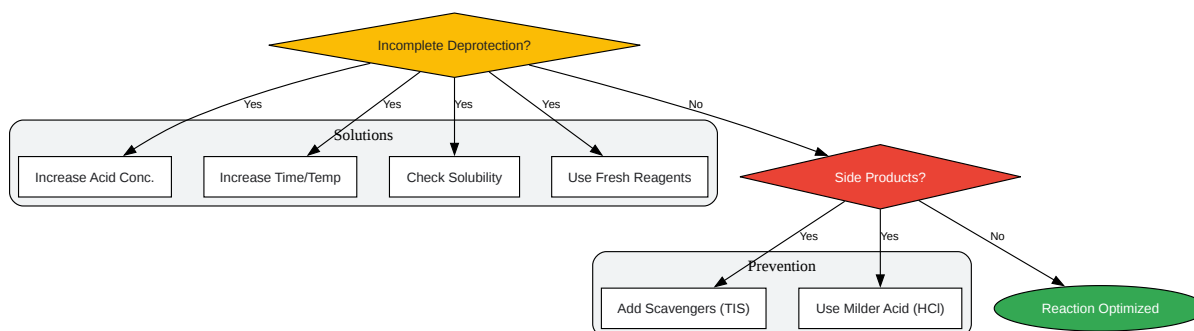 Incomplete Deprotection?
Yes
Yes
Yes
Yes
No
Solutions
Increase Acid Conc.
Increase Time/Temp
Check Solubility
Use Fresh Reagents
Side Products?
Yes
Yes
No
Prevention
Add Scavengers (TIS)
Use Milder Acid (HCl)
Reaction Optimized